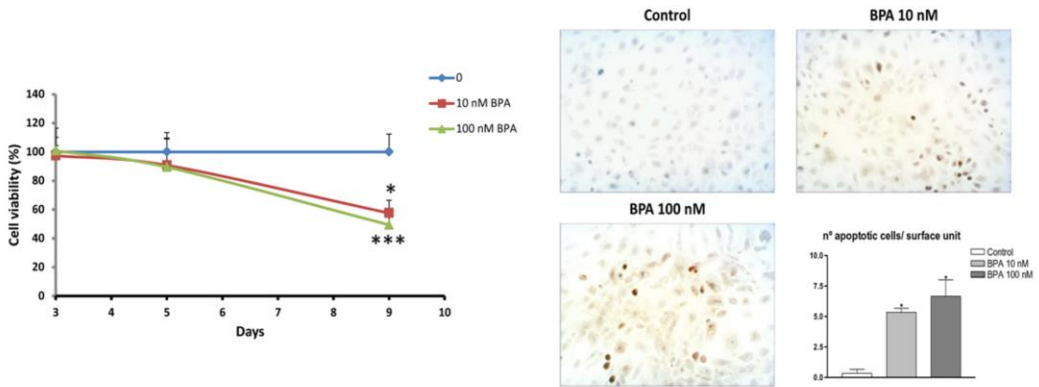 0
10 nM BPA
100 nM BPA
140
120
100
80
60
40
20
0
Cell viability (%)
*
***
3 4 5 6 7 8 9 10
Days
Control
BPA 10 nM
BPA 100 nM
nº apoptotic cells/ surface unit
Control
BPA 10 nM
BPA 100 nM
10.0
7.5
5.0
2.5
0.0
* *